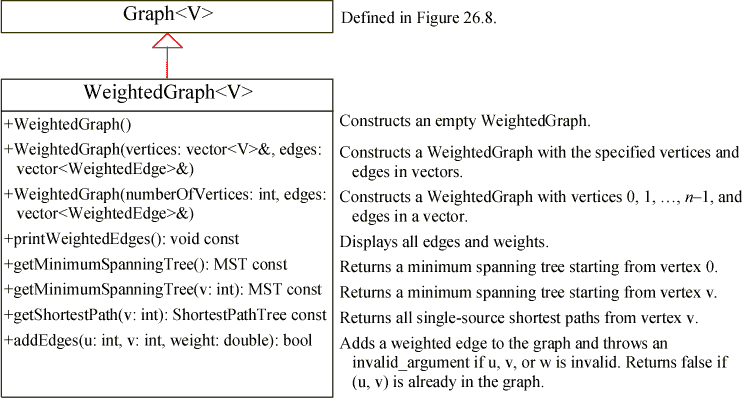 Graph<V>
Defined in Figure 26.8.
WeightedGraph<V>
+WeightedGraph()
Constructs an empty WeightedGraph.
+WeightedGraph(vertices: vector<V>&, edges:
vector<WeightedEdge>&)
Constructs a WeightedGraph with the specified vertices and
edges in vectors.
+WeightedGraph(numberOfVertices: int, edges:
vector<WeightedEdge>&)
Constructs a WeightedGraph with vertices 0, 1, …, n–1, and
edges in a vector.
+printWeightedEdges(): void const
Displays all edges and weights.
+getMinimumSpanningTree(): MST const
Returns a minimum spanning tree starting from vertex 0.
+getMinimumSpanningTree(v: int): MST const
Returns a minimum spanning tree starting from vertex v.
+getShortestPath(v: int): ShortestPathTree const
Returns all single-source shortest paths from vertex v.
+addEdges(u: int, v: int, weight: double): bool
Adds a weighted edge to the graph and throws an
invalid_argument if u, v, or w is invalid. Returns false if
(u, v) is already in the graph.